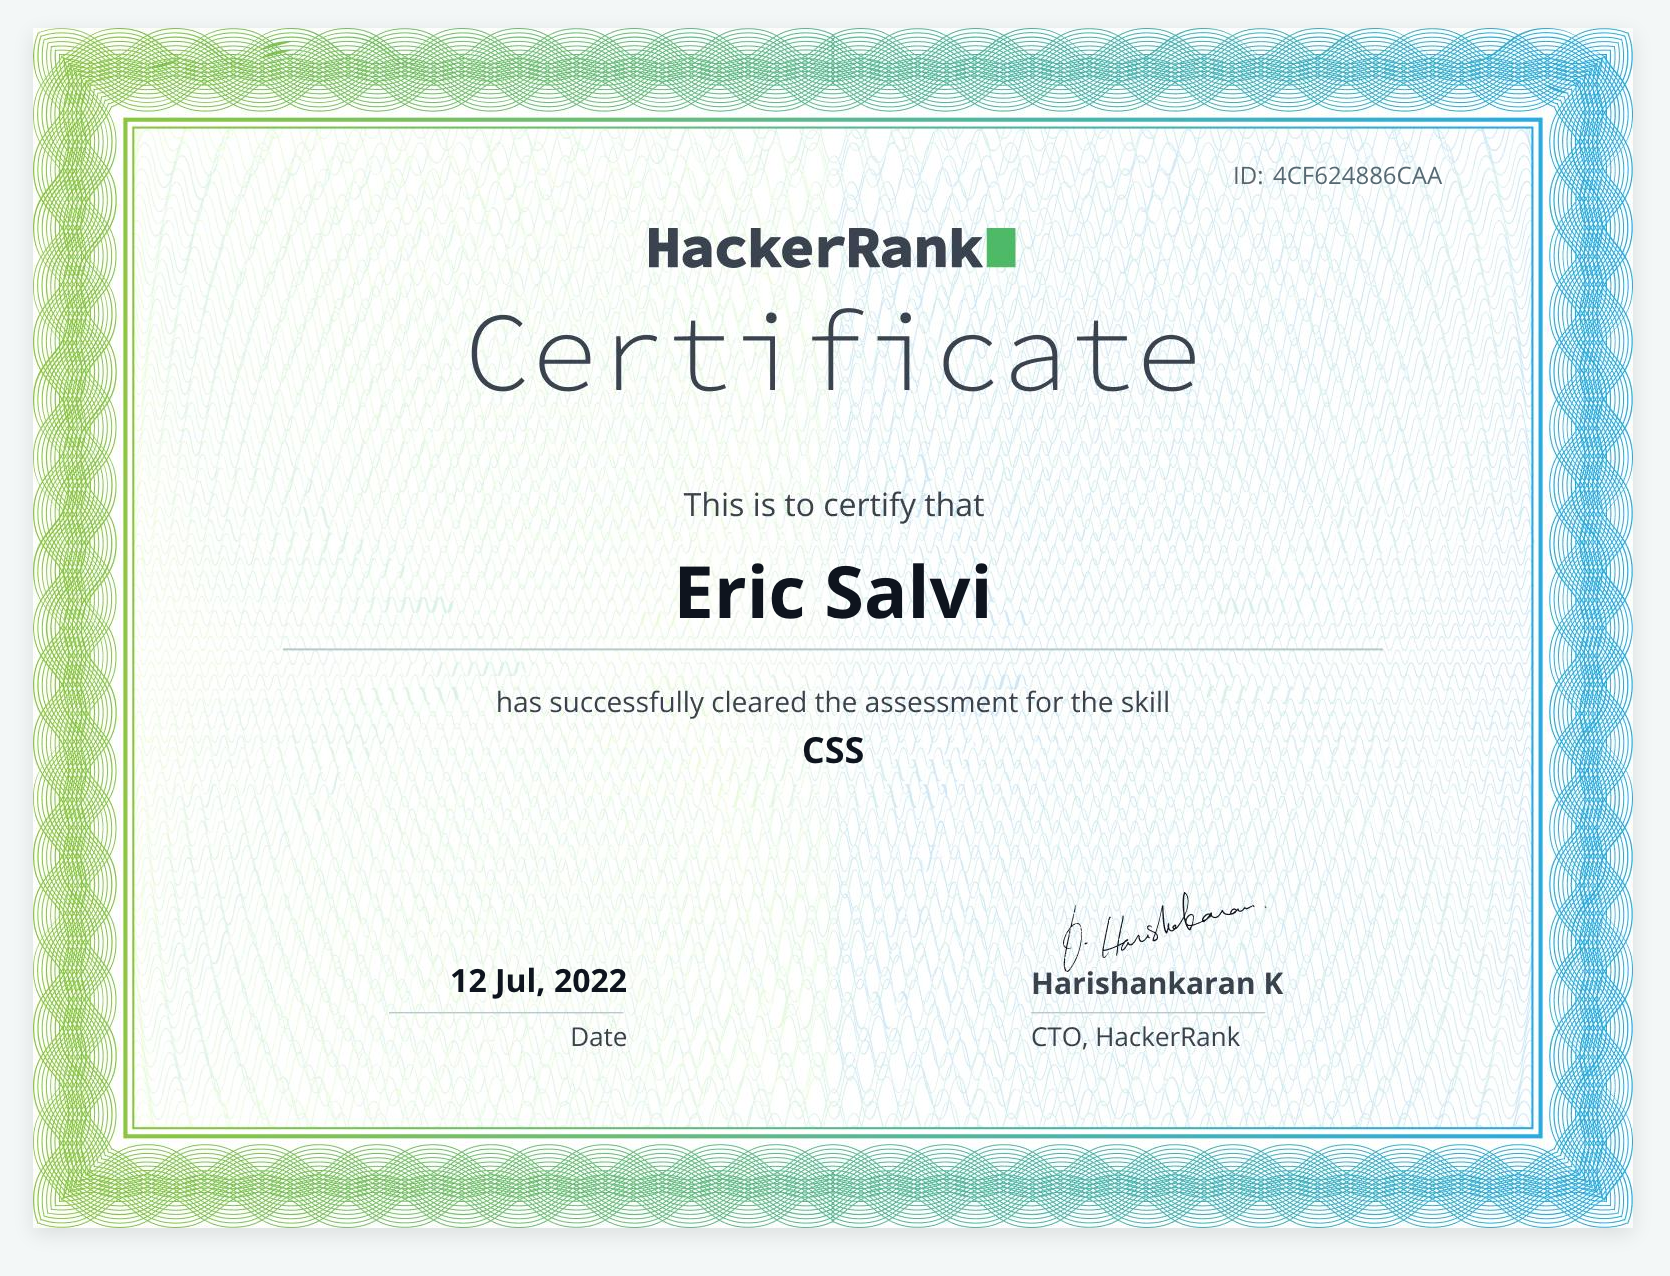 ID: 4CF624886CAA
HackerRank
Certificate
This is to certify that
Eric Salvi
has successfully cleared the assessment for the skill
CSS
12 Jul, 2022
Date
Harishankaran K
CTO, HackerRank